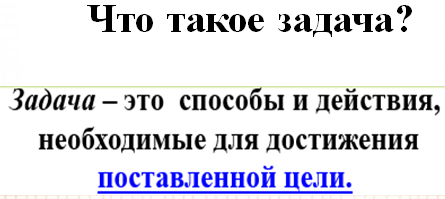 Что такое задача?
Задача – это способы и действия,
необходимые для достижения
поставленной цели.